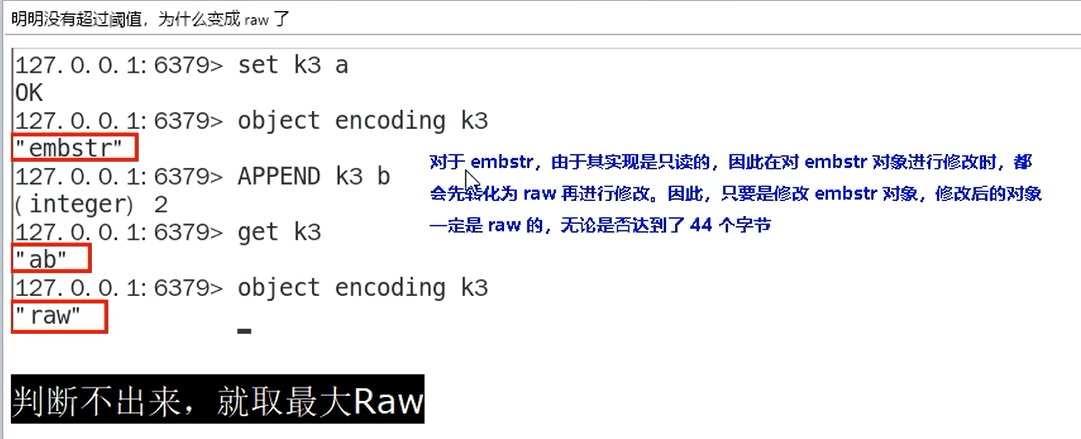 明明没有超过阈值，为什么变成 raw 了
127.0.0.1:6379> set k3 a
OK
127.0.0.1:6379> object encoding k3
"embstr"
127.0.0.1:6379> APPEND k3 b
(integer) 2
127.0.0.1:6379> get k3
"ab"
127.0.0.1:6379> object encoding k3
"raw"
对于 embstr，由于其实现是只读的，因此在对 embstr 对象进行修改时，都
会先转化为 raw 再进行修改。因此，只要是修改 embstr 对象，修改后的对象
一定是 raw 的，无论是否达到了 44 个字节
判断不出来，就取最大Raw